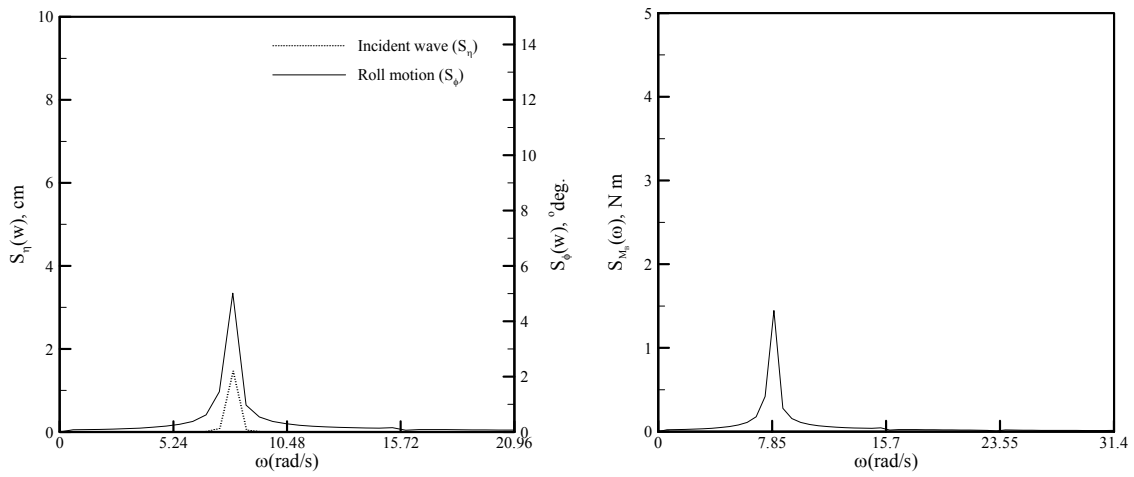 10
8
6
4
2
0
S_η(w), cm
Incident wave (S_η)
Roll motion (S_ϕ)
14
12
10
8
6
4
2
0
S_ϕ(w), °deg.
0 5.24 10.48 15.72 20.96
ω(rad/s)
5
4
3
2
1
0
S_{M_B}(ω), N m
0 7.85 15.7 23.55 31.4
ω(rad/s)